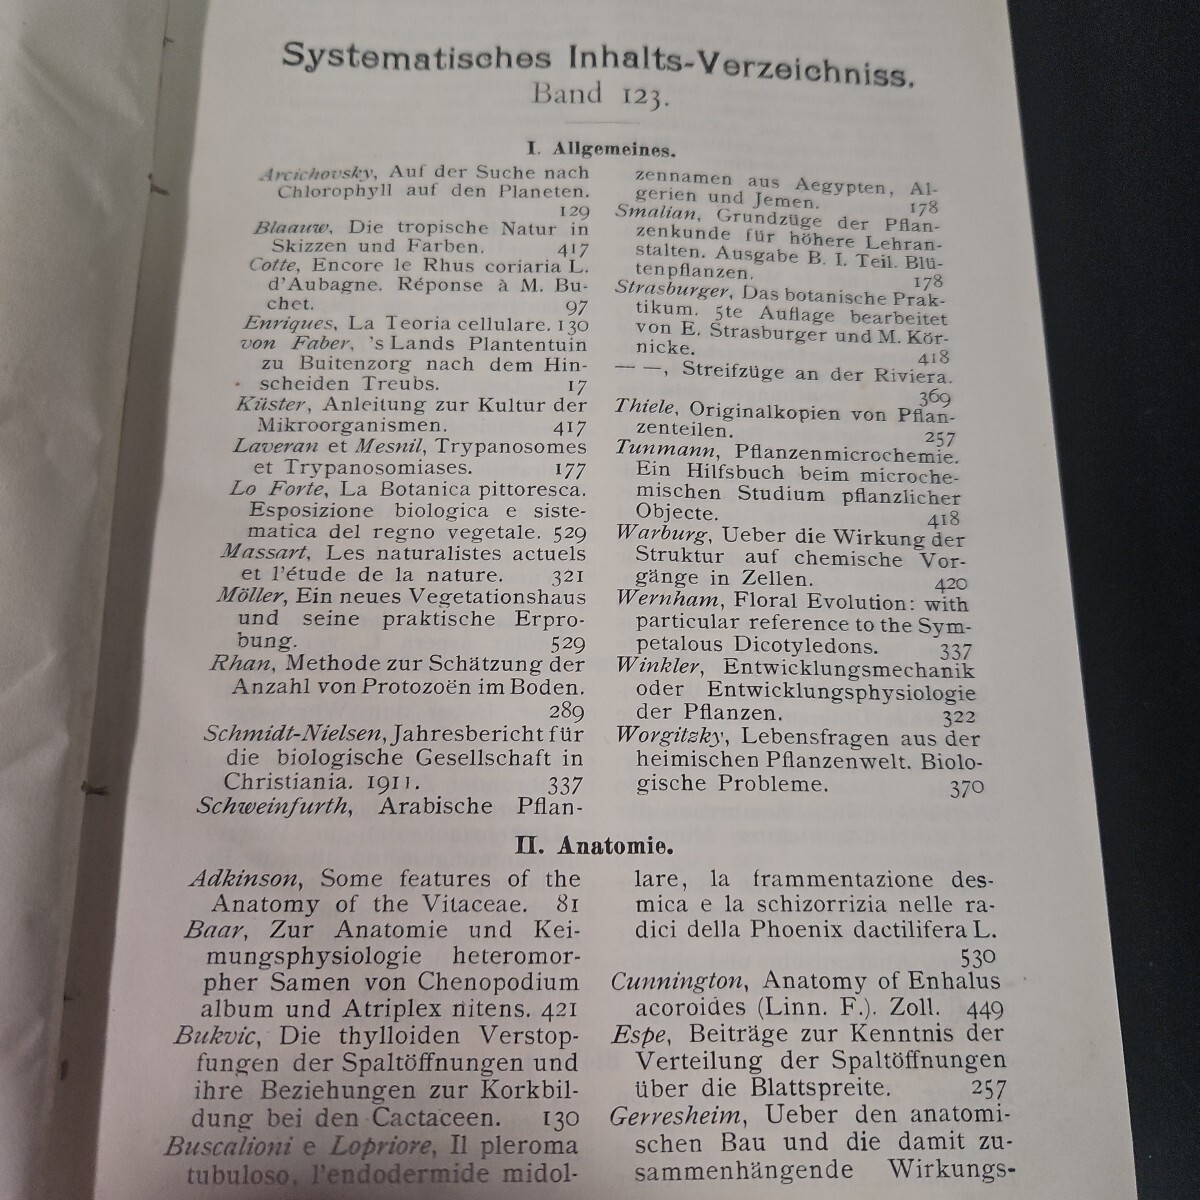 Systematisches Inhalts-Verzeichniss.
Band 123.
I. Allgemeines.
Arcichovsky, Auf der Suche nach
Chlorophyll auf den Planeten.
129
Blaauw, Die tropische Natur in
Skizzen und Farben. 417
Cotte, Encore le Rhus coriaria L.
d'Aubagne. Réponse à M. Bu-
chet. 97
Enriques, La Teoria cellulare. 130
von Faber, 's Lands Plantentuin
zu Buitenzorg nach dem Hin-
scheiden Treubs. 17
Küster, Anleitung zur Kultur der
Mikroorganismen. 417
Laveran et Mesnil, Trypanosomes
et Trypanosomiases. 177
Lo Forte, La Botanica pittoresca.
Esposizione biologica e siste-
matica del regno vegetale. 529
Massart, Les naturalistes actuels
et l'étude de la nature. 321
Möller, Ein neues Vegetationshaus
und seine praktische Erpro-
bung. 529
Rhan, Methode zur Schätzung der
Anzahl von Protozoën im Boden.
289
Schmidt-Nielsen, Jahresbericht für
die biologische Gesellschaft in
Christiania. 1911. 337
Schweinfurth, Arabische Pflan-
zennamen aus Aegypten, Al-
gerien und Jemen. 178
Smalian, Grundzüge der Pflan-
zenkunde für höhere Lehran-
stalten. Ausgabe B. I. Teil. Blü-
tenpflanzen. 178
Strasburger, Das botanische Prak-
tikum. 5te Auflage bearbeitet
von E. Strasburger und M. Kör-
nicke. 418
— —, Streifzüge an der Riviera.
369
Thiele, Originalkopien von Pflan-
zenteilen. 257
Tunmann, Pflanzenmicrochemie.
Ein Hilfsbuch beim microche-
mischen Studium pflanzlicher
Objecte. 418
Warburg, Ueber die Wirkung der
Struktur auf chemische Vor-
gänge in Zellen. 420
Wernham, Floral Evolution: with
particular reference to the Sym-
petalous Dicotyledons. 337
Winkler, Entwicklungsmechanik
oder Entwicklungsphysiologie
der Pflanzen. 322
Worgitzky, Lebensfragen aus der
heimischen Pflanzenwelt. Biolo-
gische Probleme. 370
II. Anatomie.
Adkinson, Some features of the
Anatomy of the Vitaceae. 81
Baar, Zur Anatomie und Kei-
mungsphysiologie heteromor-
pher Samen von Chenopodium
album und Atriplex nitens. 421
Bukvic, Die thylloiden Verstop-
fungen der Spaltöffnungen und
ihre Beziehungen zur Korkbil-
dung bei den Cactaceen. 130
Buscalioni e Lopriore, Il pleroma
tubuloso, l'endodermide midol-
lare, la frammentazione des-
mica e la schizorrizia nelle ra-
dici della Phoenix dactilifera L.
530
Cunnington, Anatomy of Enhalus
acoroides (Linn. F.). Zoll. 449
Espe, Beiträge zur Kenntnis der
Verteilung der Spaltöffnungen
über die Blattspreite. 257
Gerresheim, Ueber den anatomi-
schen Bau und die damit zu-
sammenhängende Wirkungs-